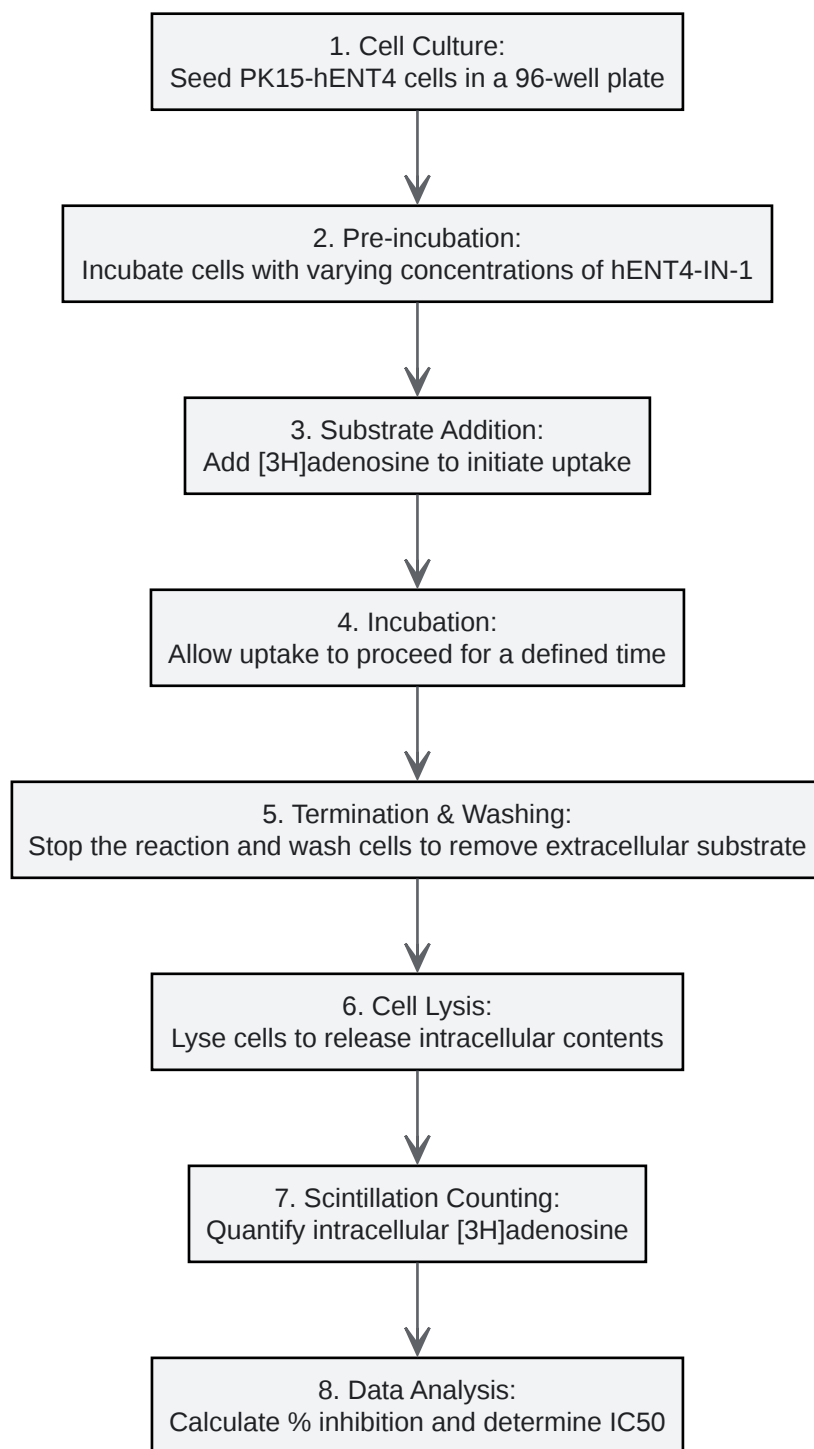 1. Cell Culture:
Seed PK15-hENT4 cells in a 96-well plate
2. Pre-incubation:
Incubate cells with varying concentrations of hENT4-IN-1
3. Substrate Addition:
Add [3H]adenosine to initiate uptake
4. Incubation:
Allow uptake to proceed for a defined time
5. Termination & Washing:
Stop the reaction and wash cells to remove extracellular substrate
6. Cell Lysis:
Lyse cells to release intracellular contents
7. Scintillation Counting:
Quantify intracellular [3H]adenosine
8. Data Analysis:
Calculate % inhibition and determine IC50